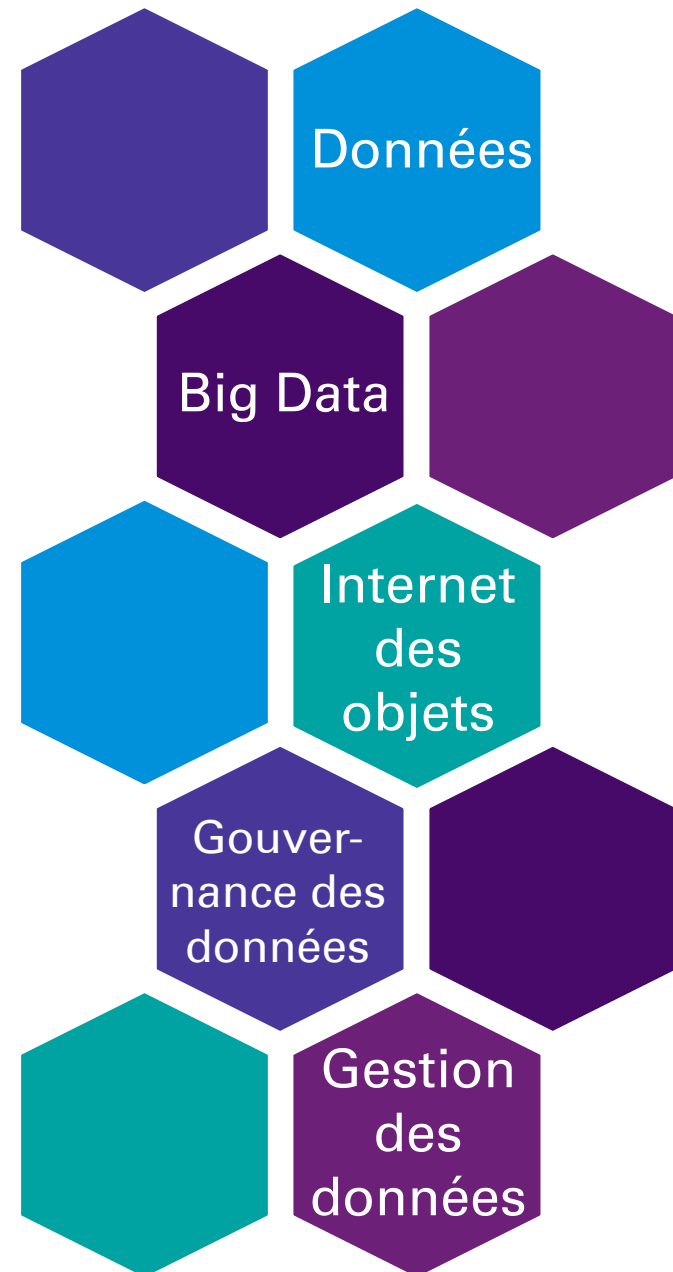 Données
Big Data
Internet
des
objets
Gouver-
nance des
données
Gestion
des
données